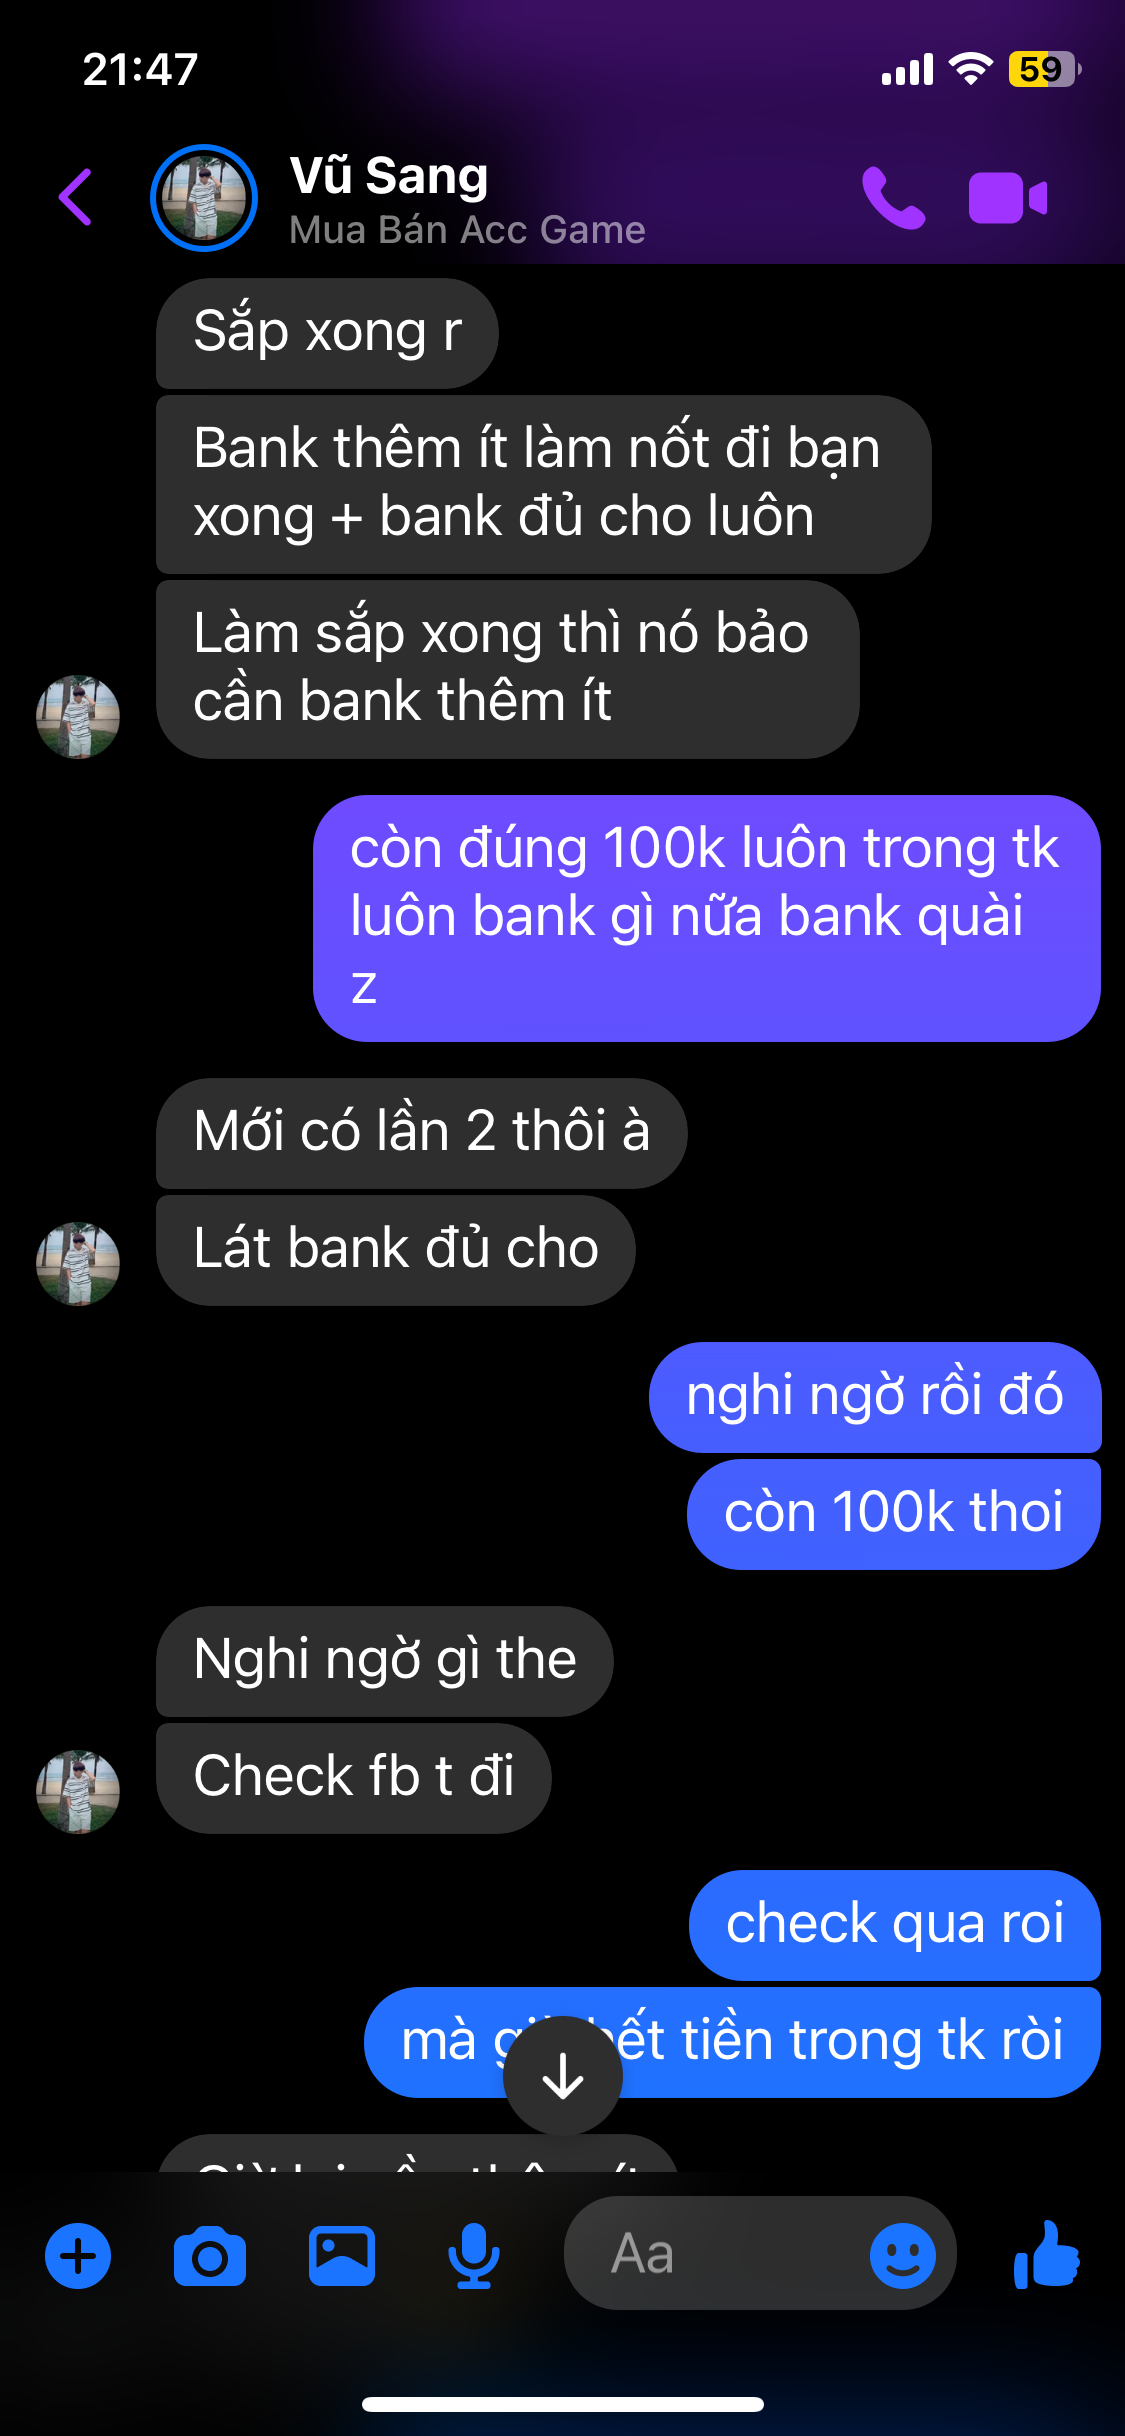 21:47
59
Vũ Sang
Mua Bán Acc Game
Sắp xong r
Bank thêm ít làm nốt đi bạn
xong + bank đủ cho luôn
Làm sắp xong thì nó bảo
cần bank thêm ít
còn đúng 100k luôn trong tk
luôn bank gì nữa bank quài
z
Mới có lần 2 thôi à
Lát bank đủ cho
nghi ngờ rồi đó
còn 100k thoi
Nghi ngờ gì the
Check fb t đi
check qua roi
mà hết tiền trong tk ròi
Aa